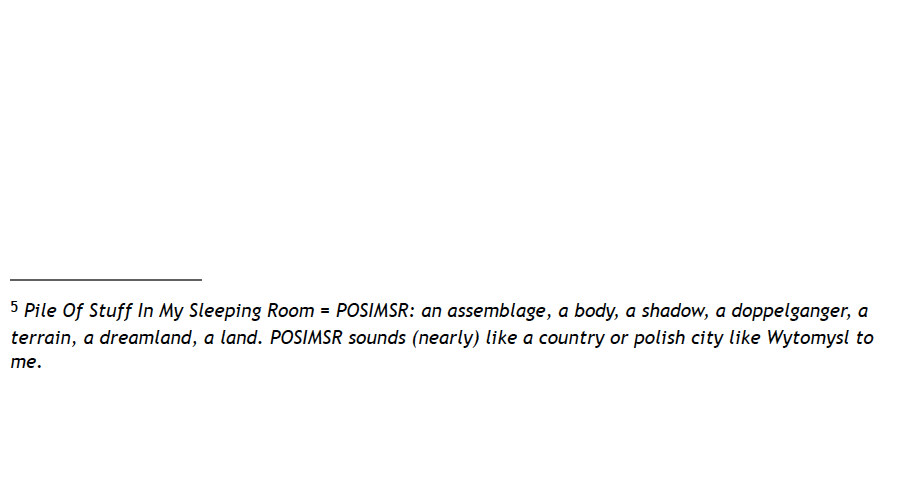 5 Pile Of Stuff In My Sleeping Room = POSIMSR: an assemblage, a body, a shadow, a doppelganger, a
terrain, a dreamland, a land. POSIMSR sounds (nearly) like a country or polish city like Wytomysl to
me.